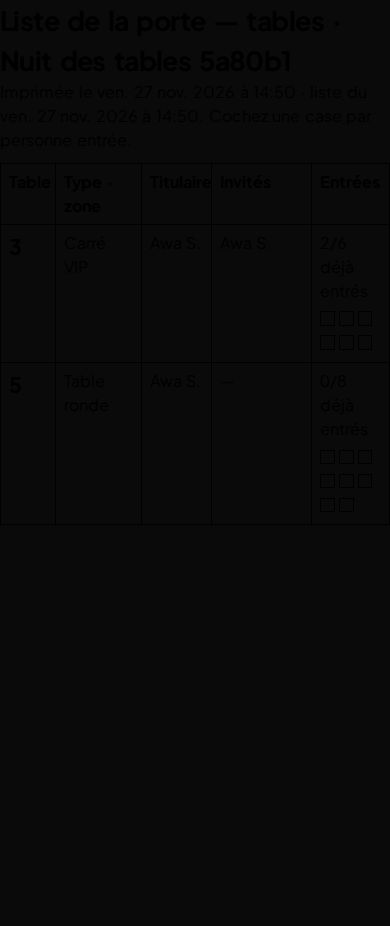 Liste de la porte — tables ·
Nuit des tables 5a80b1
Imprimée le ven. 27 nov. 2026 à 14:50 · liste du
ven. 27 nov. 2026 à 14:50. Cochez une case par
personne entrée.
Table Type · zone Titulaire Invités Entrées
3 Carré VIP Awa S. Awa S. 2/6 déjà entrés
5 Table ronde Awa S. — 0/8 déjà entrés